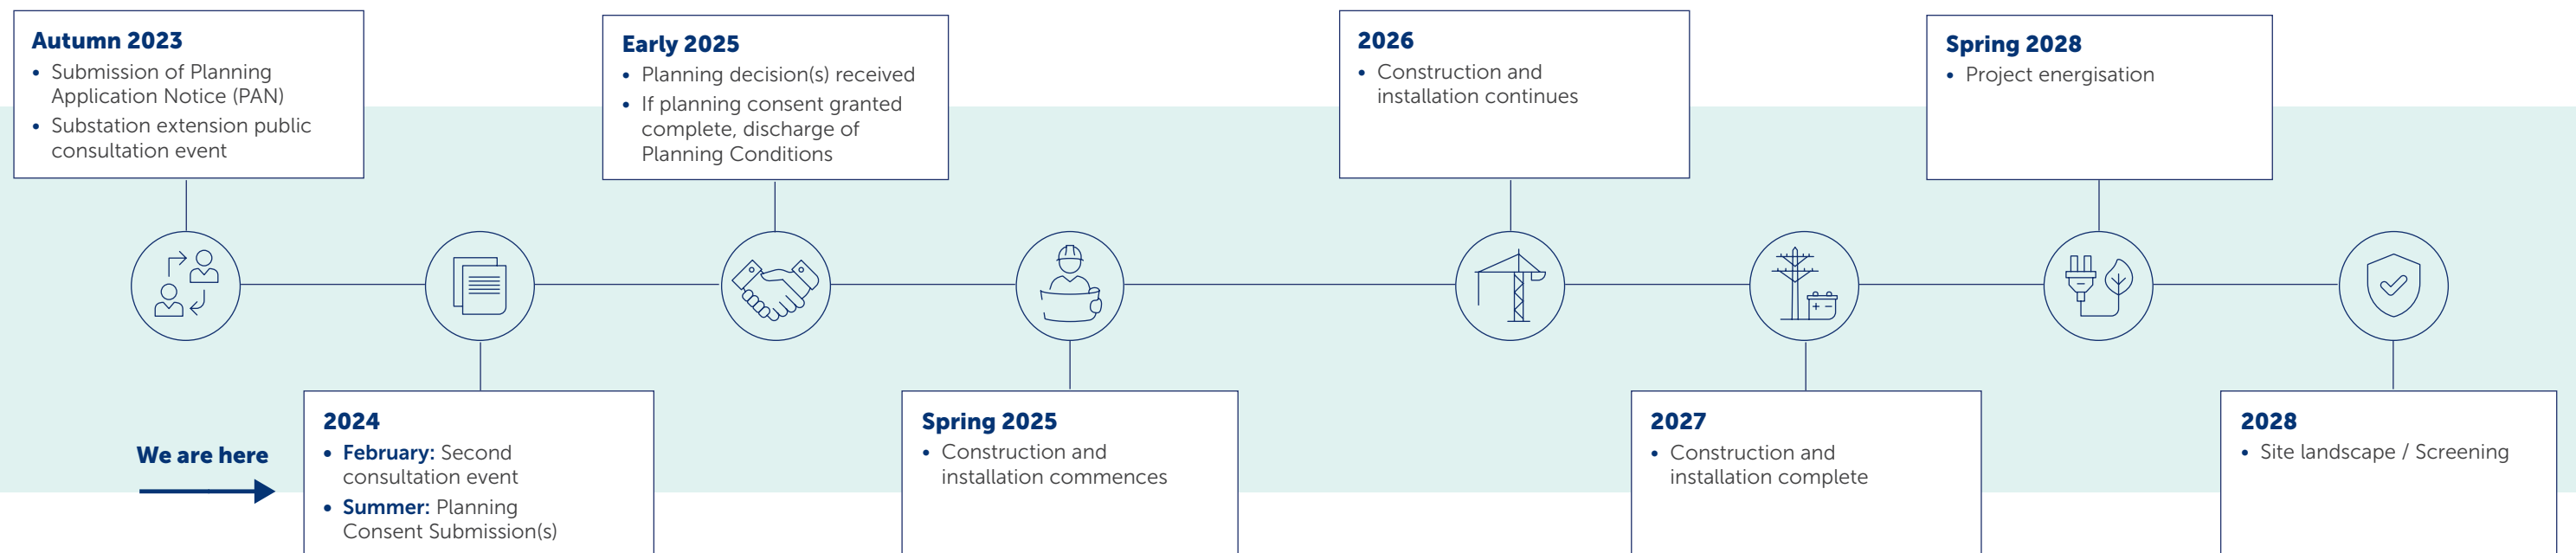 Autumn 2023
• Submission of Planning
Application Notice (PAN)
• Substation extension public
consultation event
Early 2025
• Planning decision(s) received
• If planning consent granted
complete, discharge of
Planning Conditions
2026
• Construction and
installation continues
Spring 2028
• Project energisation
We are here
2024
• February: Second
consultation event
• Summer: Planning
Consent Submission(s)
Spring 2025
• Construction and
installation commences
2027
• Construction and
installation complete
2028
• Site landscape / Screening